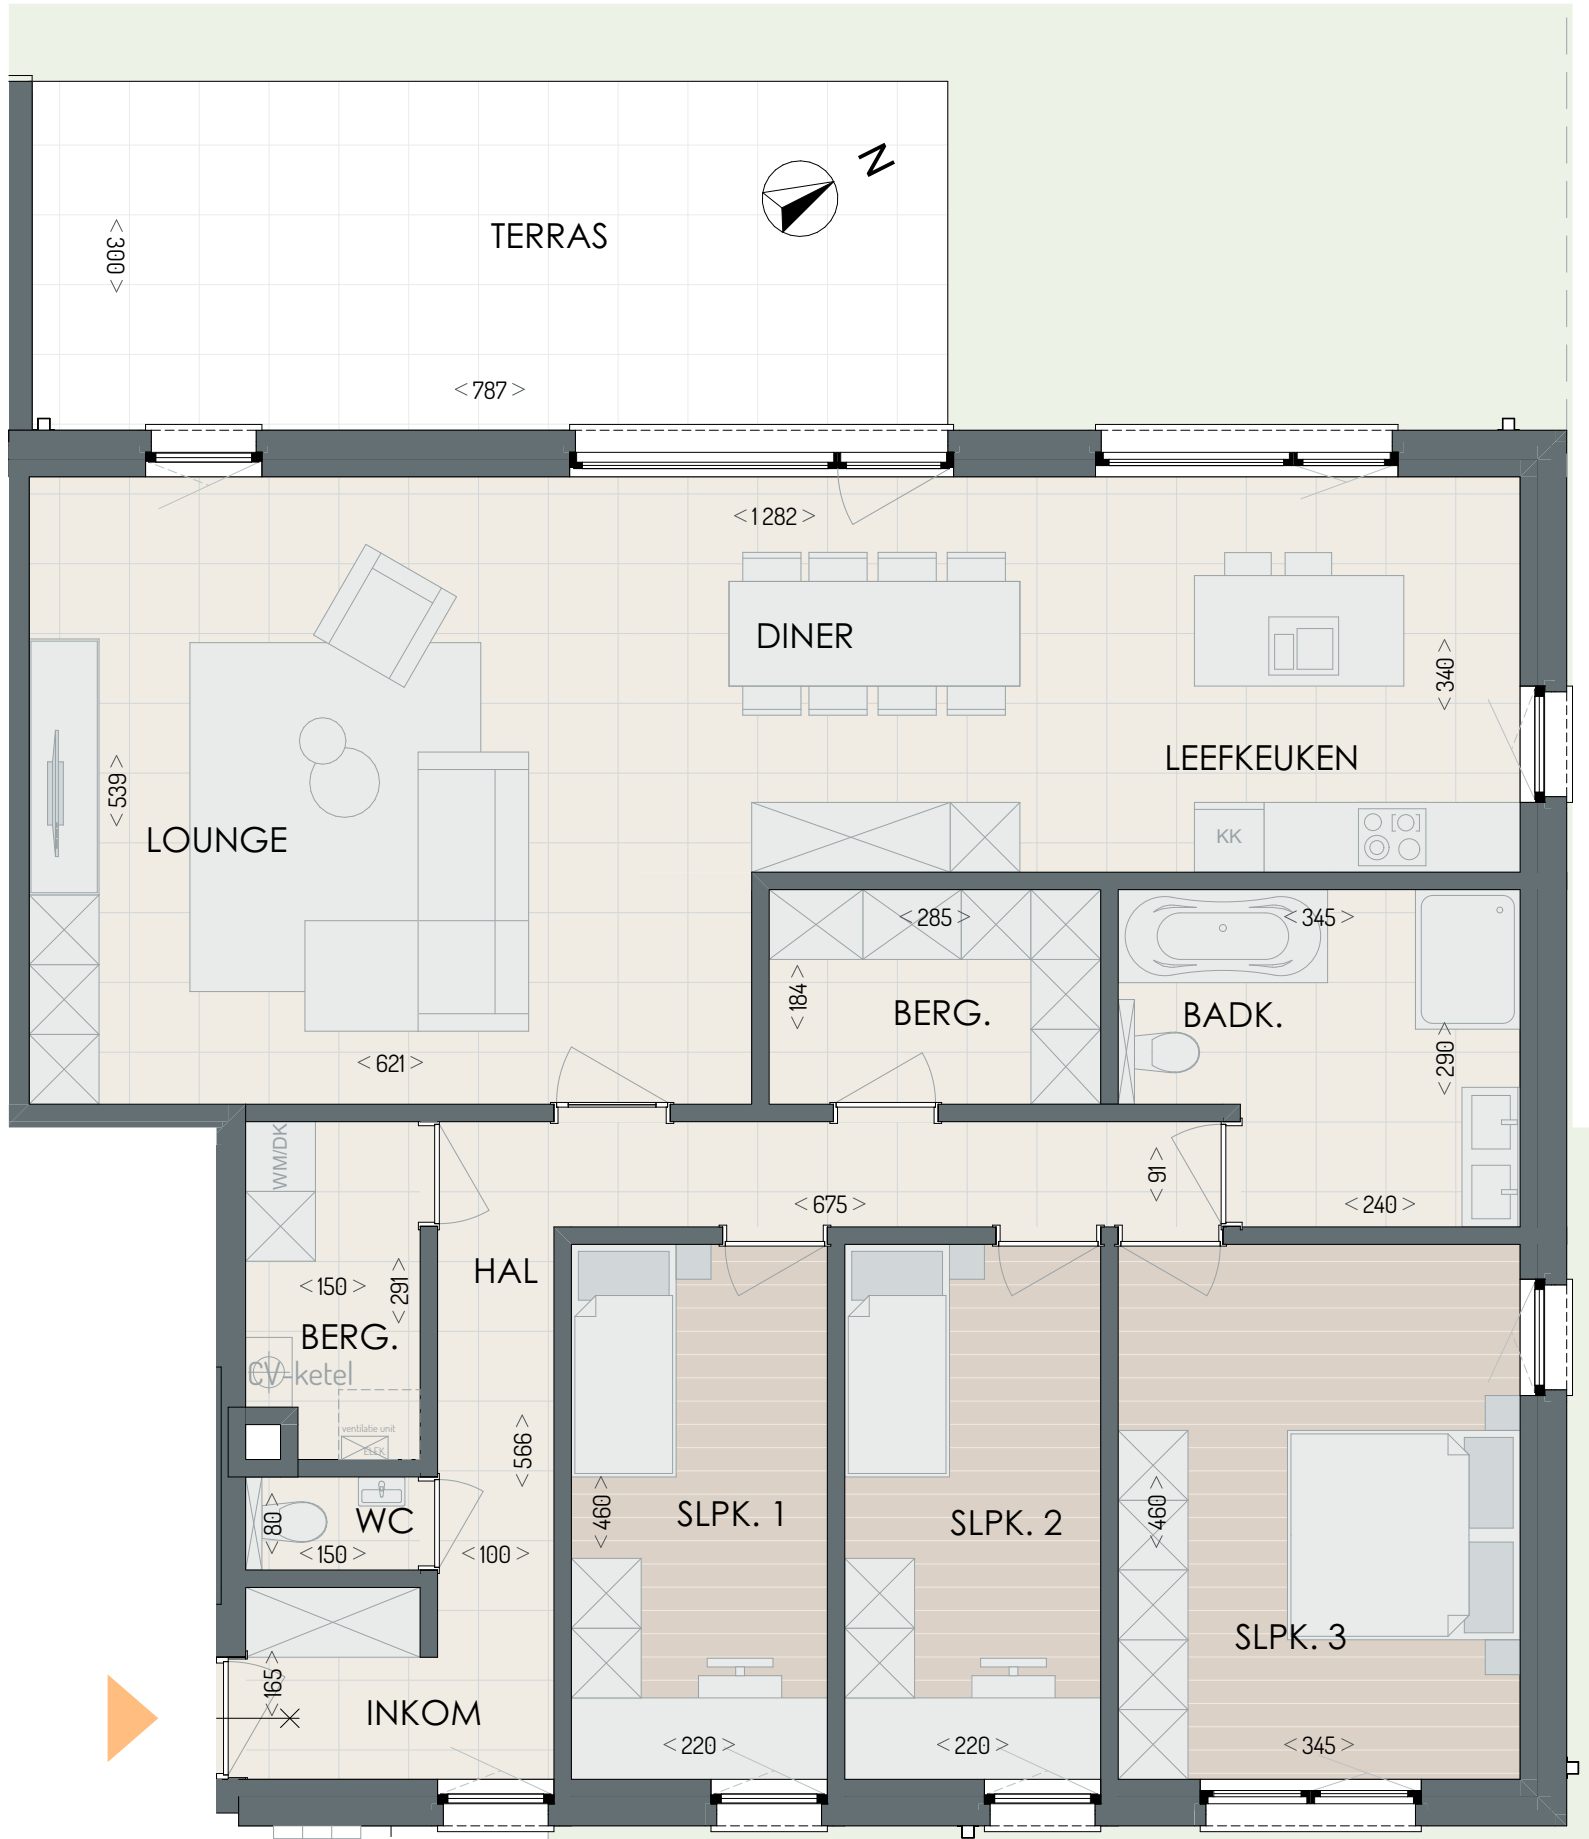 N
TERRAS
<300>
<787>
<1282>
DINER
<340>
LEEFKEUKEN
<539>
LOUNGE
KK
<285>
<345>
<184>
BERG.
BADK.
<290>
<621>
WM/DK
<91>
<675>
<240>
HAL
<150>
<291>
BERG.
CV-ketel
ventilatie unit
ELEK
<566>
<460>
SLPK. 1
SLPK. 2
<460>
<80>
WC
<150>
<100>
SLPK. 3
<165>
INKOM
<220>
<220>
<345>